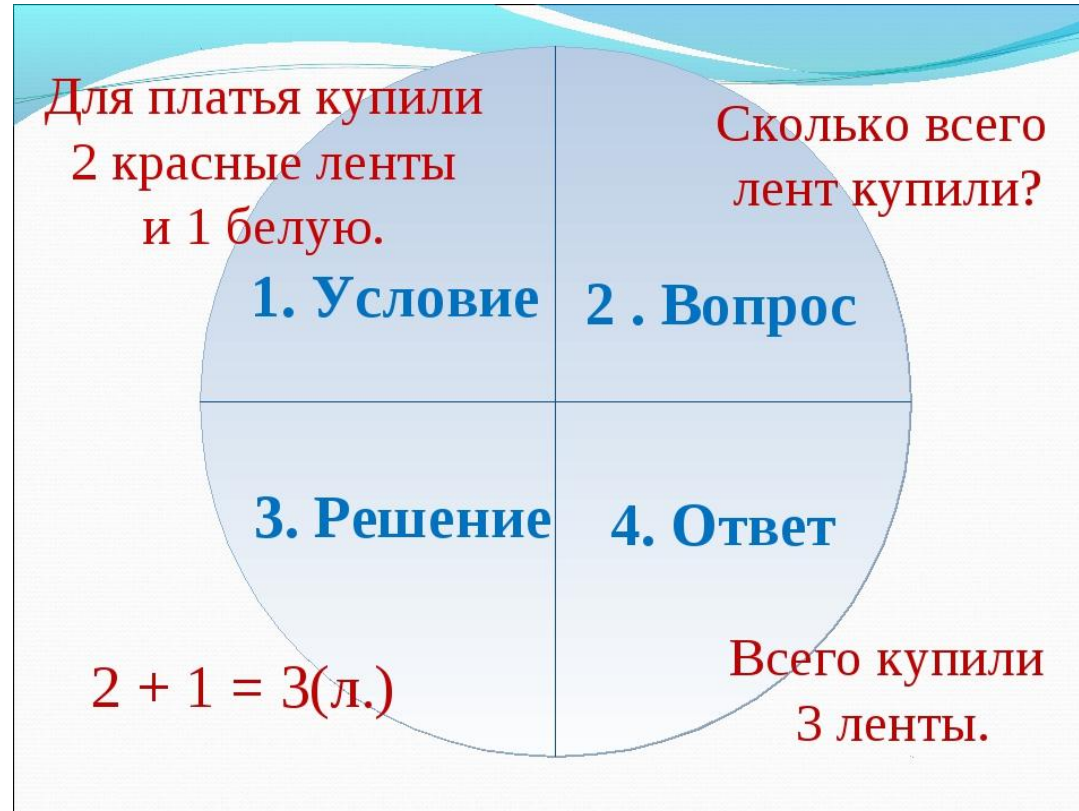 Для платья купили
2 красные ленты
и 1 белую.
1. Условие
Сколько всего
лент купили?
2 . Вопрос
3. Решение
2 + 1 = 3(л.)
4. Ответ
Всего купили
3 ленты.